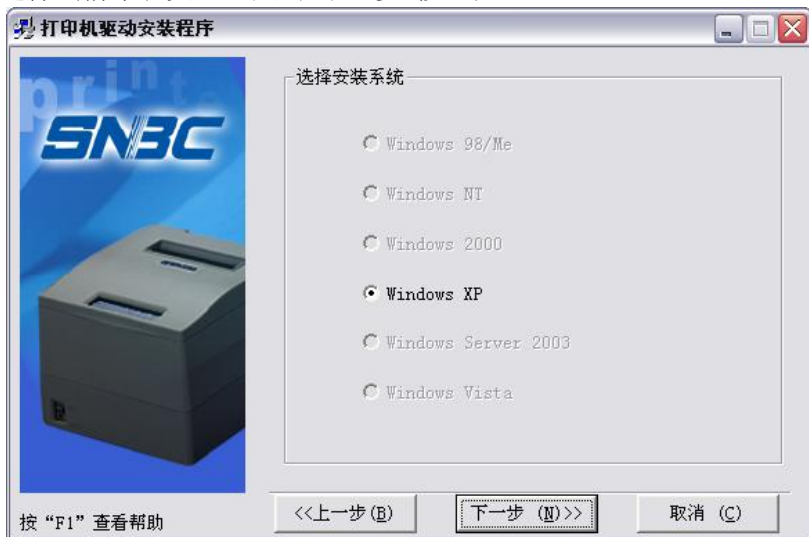 打印机驱动安装程序
print
SNBC
选择安装系统
Windows 98/Me
Windows NT
Windows 2000
Windows XP
Windows Server 2003
Windows Vista
按“F1”查看帮助
<<上一步(B)
下一步 (N)>>
取消 (C)